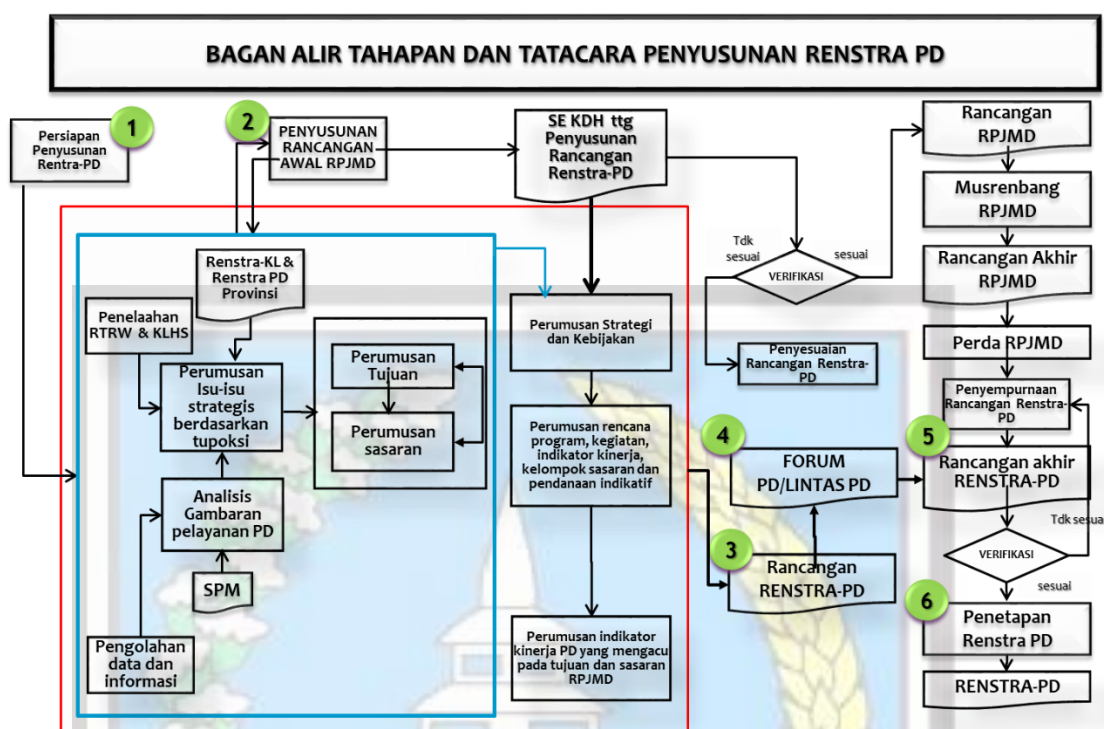 BAGAN ALIR TAHAPAN DAN TATACARA PENYUSUNAN RENSTRA PD
1
Persiapan
Penyusunan
Rentra-PD
2
PENYUSUNAN
RANCANGAN
AWAL RPJMD
SE KDH ttg
Penyusunan
Rancangan
Renstra-PD
Rancangan
RPJMD
Musrenbang
RPJMD
Rancangan Akhir
RPJMD
Perda RPJMD
Tdk
sesuai
sesuai
VERIFIKASI
Penyesuaian
Rancangan Renstra-
PD
Renstra-KL &
Renstra PD
Provinsi
Penelaahan
RTRW & KLHS
Perumusan
Isu-isu
strategis
berdasarkan
tupoksi
Perumusan
Tujuan
Perumusan
sasaran
Analisis
Gambaran
pelayanan PD
SPM
Pengolahan
data dan
informasi
Perumusan Strategi
dan Kebijakan
Perumusan rencana
program, kegiatan,
indikator kinerja,
kelompok sasaran dan
pendanaan indikatif
Perumusan indikator
kinerja PD yang mengacu
pada tujuan dan sasaran
RPJMD
3
Rancangan
RENSTRA-PD
4
FORUM
PD/LINTAS PD
Penyempurnaan
Rancangan Renstra-
PD
5
Rancangan akhir
RENSTRA-PD
Tdk sesuai
VERIFIKASI
sesuai
6
Penetapan
Renstra PD
RENSTRA-PD